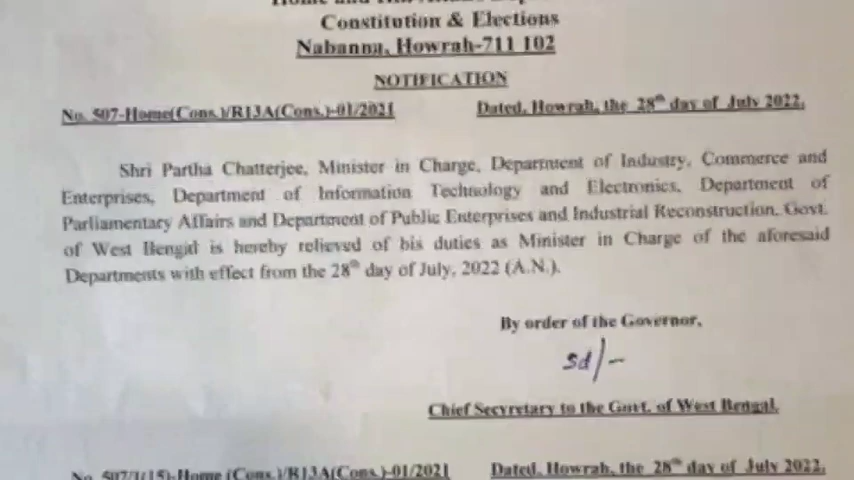 Constitution & Elections
Nabanna, Howrah-711 102
NOTIFICATION
No. 507-Home(Cons.)/R13A(Cons.)-01/2021 Dated, Howrah, the 28th day of July 2022.
Shri Partha Chatterjee, Minister in Charge, Department of Industry, Commerce and
Enterprises, Department of Information Technology and Electronics, Department of
Parliamentary Affairs and Department of Public Enterprises and Industrial Reconstruction, Govt.
of West Bengal is hereby relieved of his duties as Minister in Charge of the aforesaid
Departments with effect from the 28th day of July, 2022 (A.N.).
By order of the Governor,
sd/-
Chief Secyretary to the Govt. of West Bengal.
No. 507/1(15)-Home (Cons.)/R13A(Cons.)-01/2021 Dated, Howrah, the 28th day of July 2022.